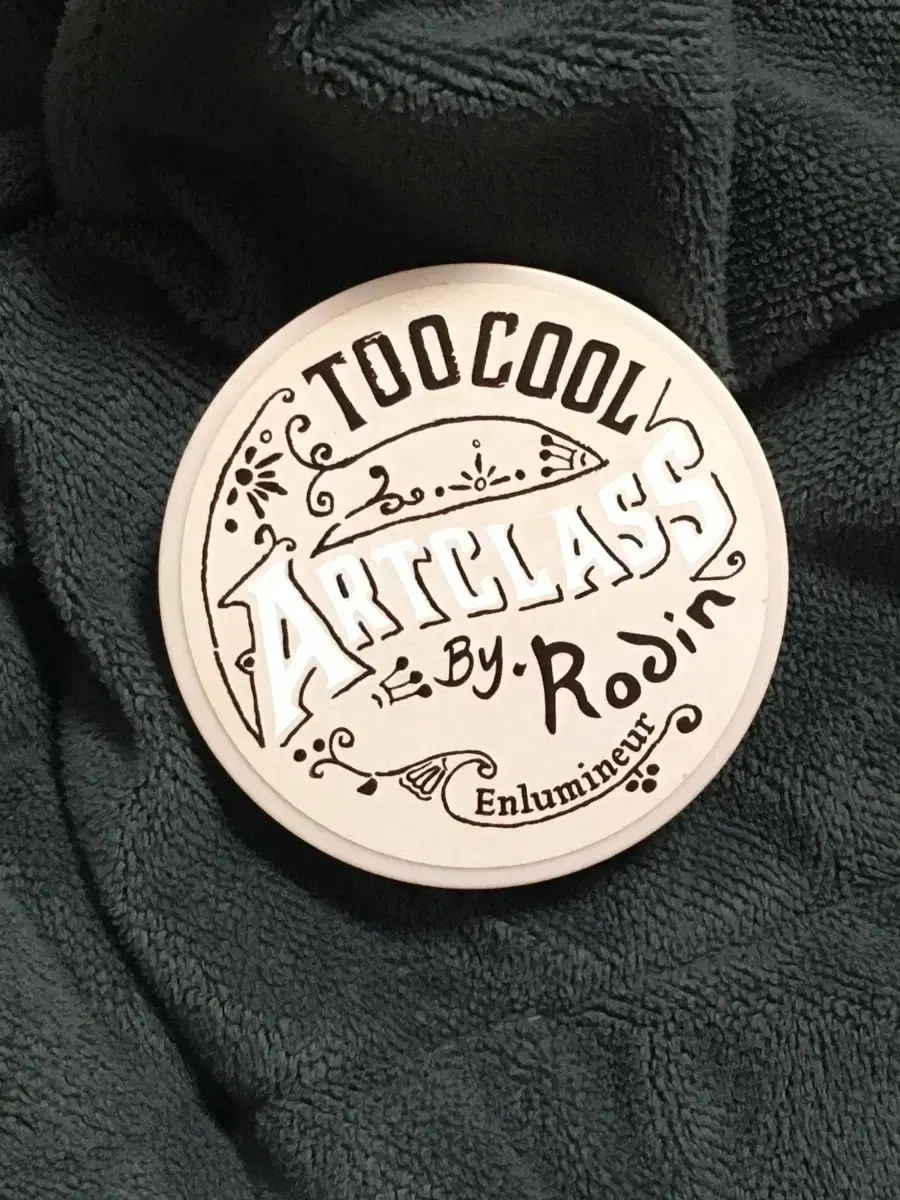 TOO COOL
ARTCLASS
By. Rodin
Enlumineur